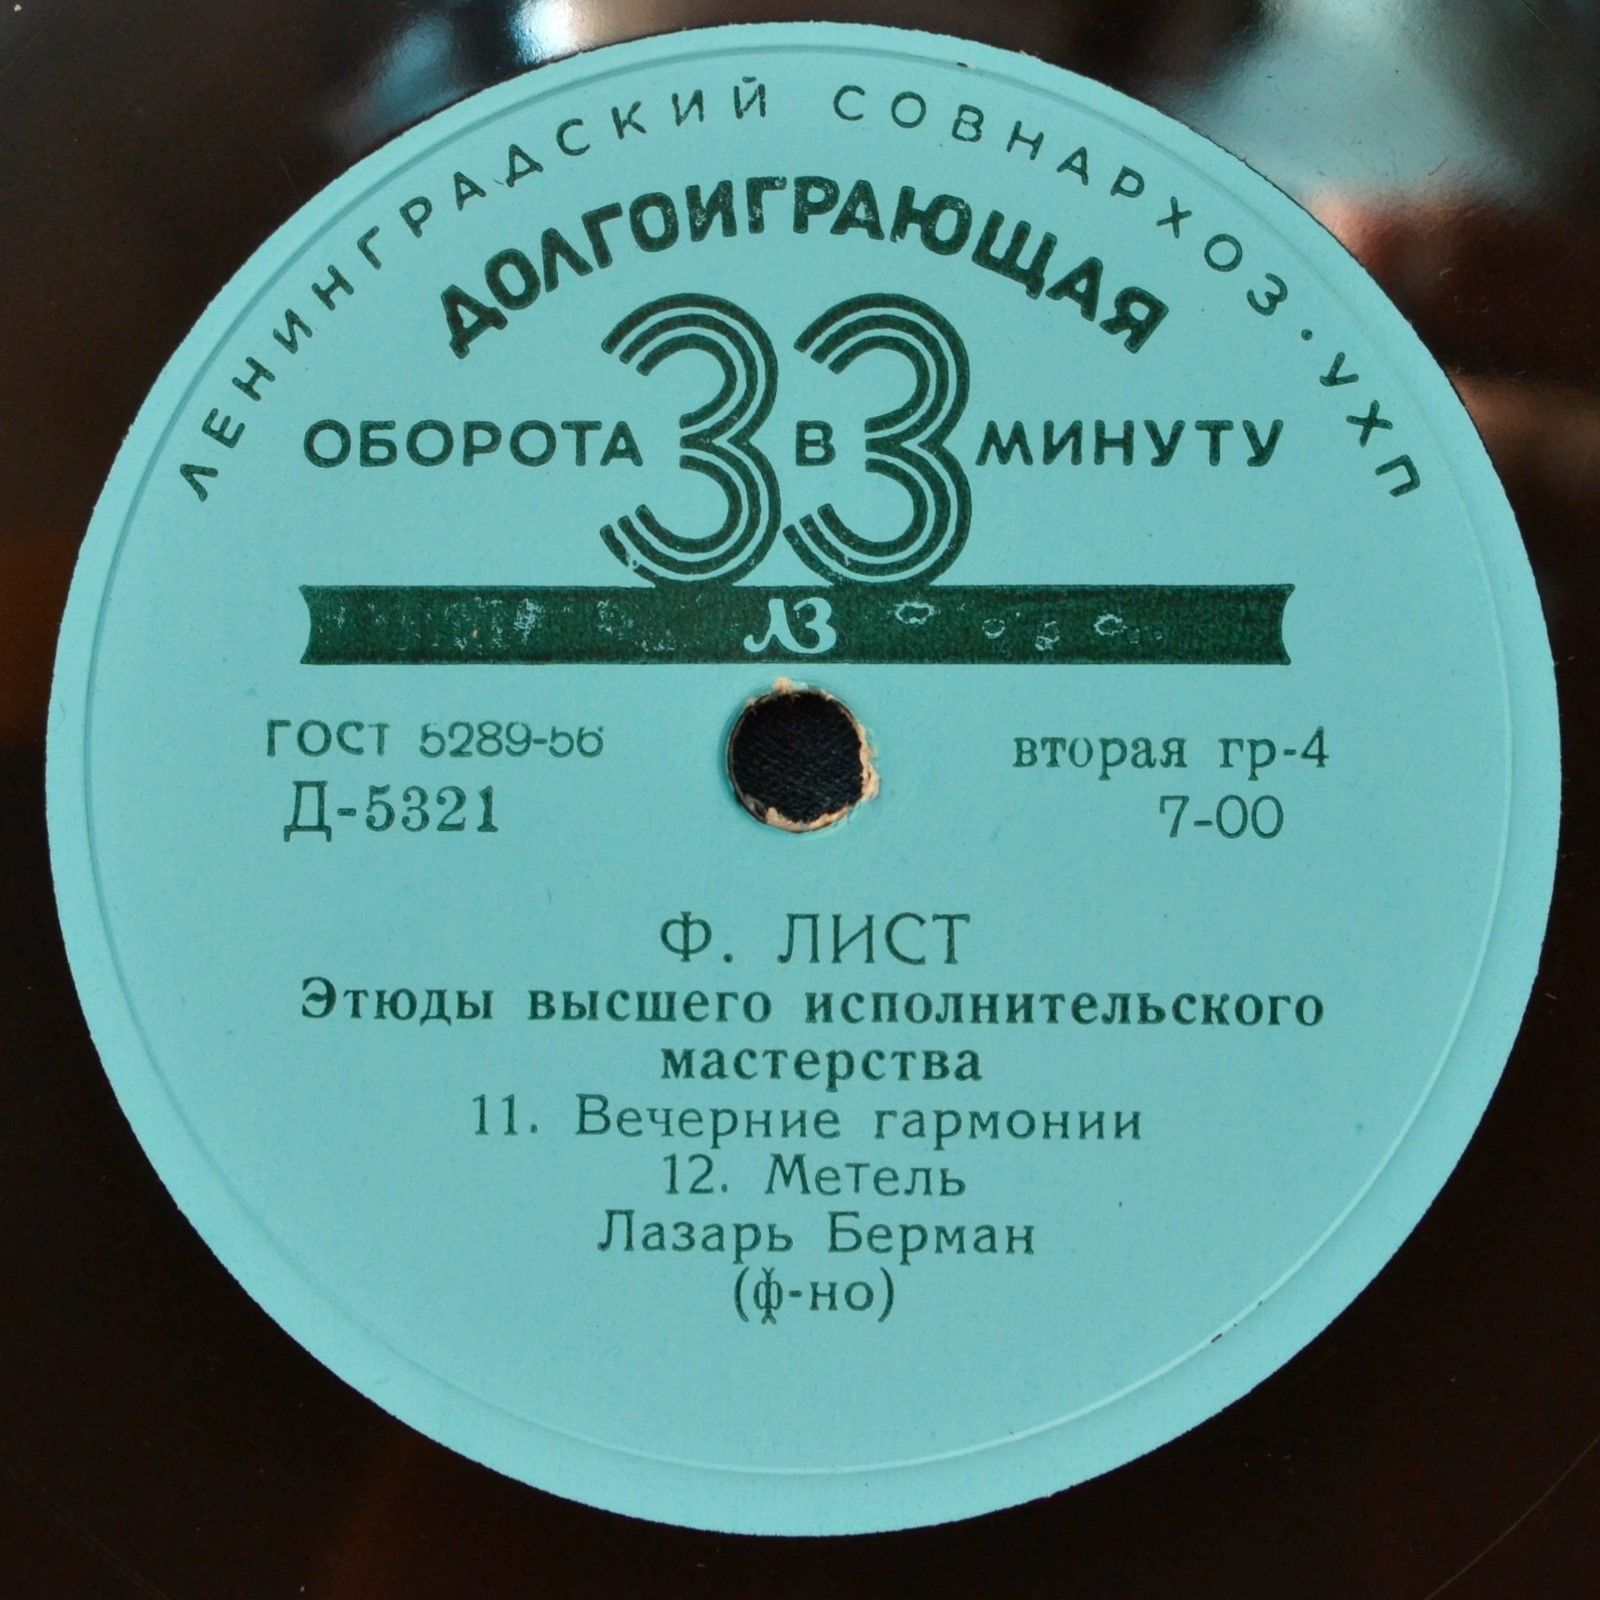 ЛЕНИНГРАДСКИЙ СОВНАРХОЗ. УХП
ДОЛГОИГРАЮЩАЯ
33
ОБОРОТА В МИНУТУ
ЛЗ
ГОСТ 5289-56
вторая гр-4
Д-5321
7-00
Ф. ЛИСТ
Этюды высшего исполнительского
мастерства
11. Вечерние гармонии
12. Метель
Лазарь Берман
(ф-но)